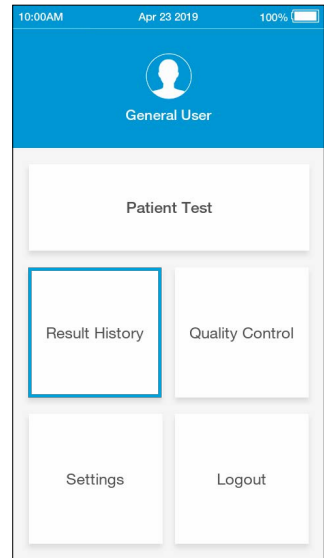 10:00AM Apr 23 2019 100%
General User
Patient Test
Result History Quality Control
Settings Logout